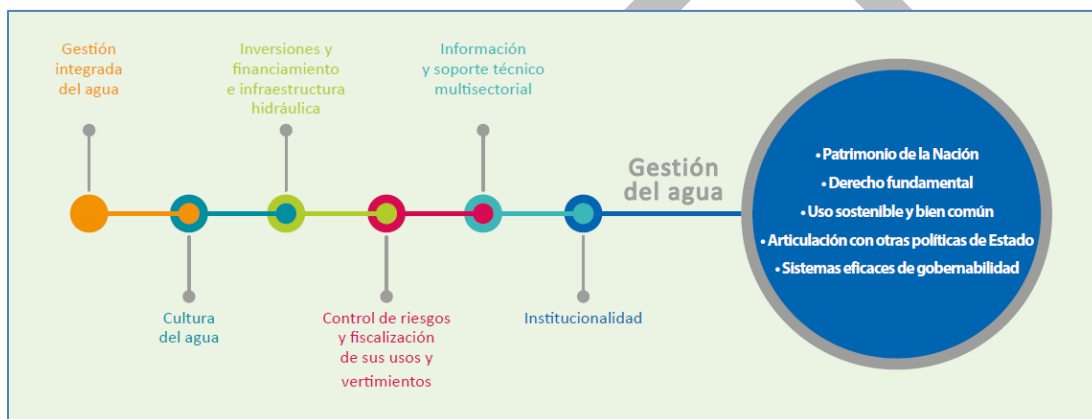 Gestión
integrada
del agua
Inversiones y
financiamiento
e infraestructura
hidráulica
Información
y soporte técnico
multisectorial
Cultura
del agua
Control de riesgos
y fiscalización
de sus usos y
vertimientos
Institucionalidad
Gestión
del agua
• Patrimonio de la Nación
• Derecho fundamental
• Uso sostenible y bien común
• Articulación con otras políticas de Estado
• Sistemas eficaces de gobernabilidad